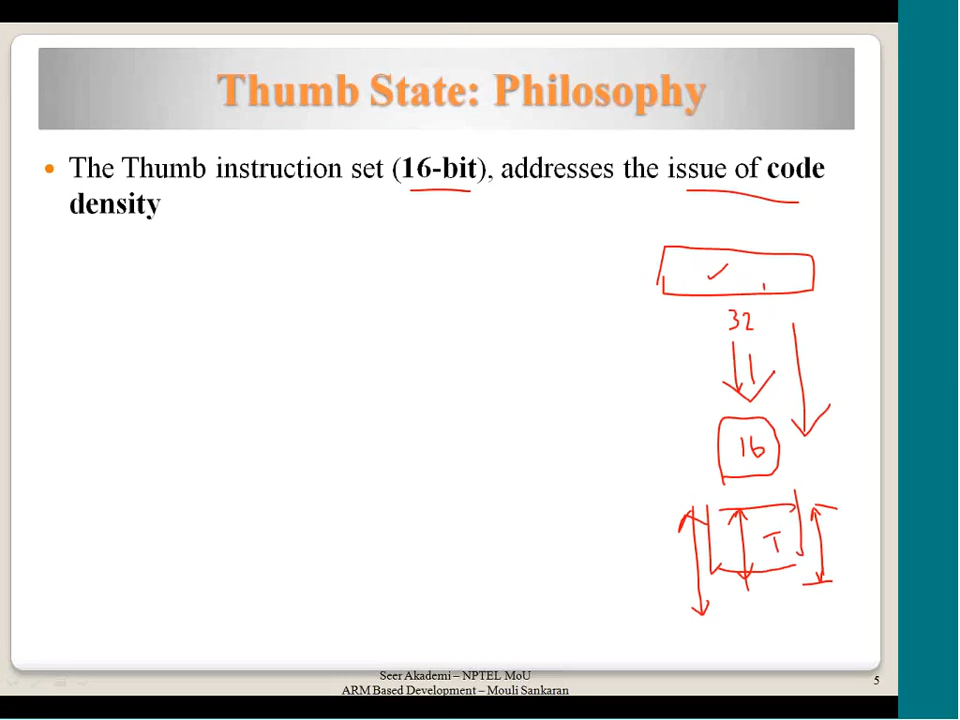 Thumb State: Philosophy
• The Thumb instruction set (16-bit), addresses the issue of code
density
32
16
T
Seer Akademi – NPTEL MoU
ARM Based Development – Mouli Sankaran
5